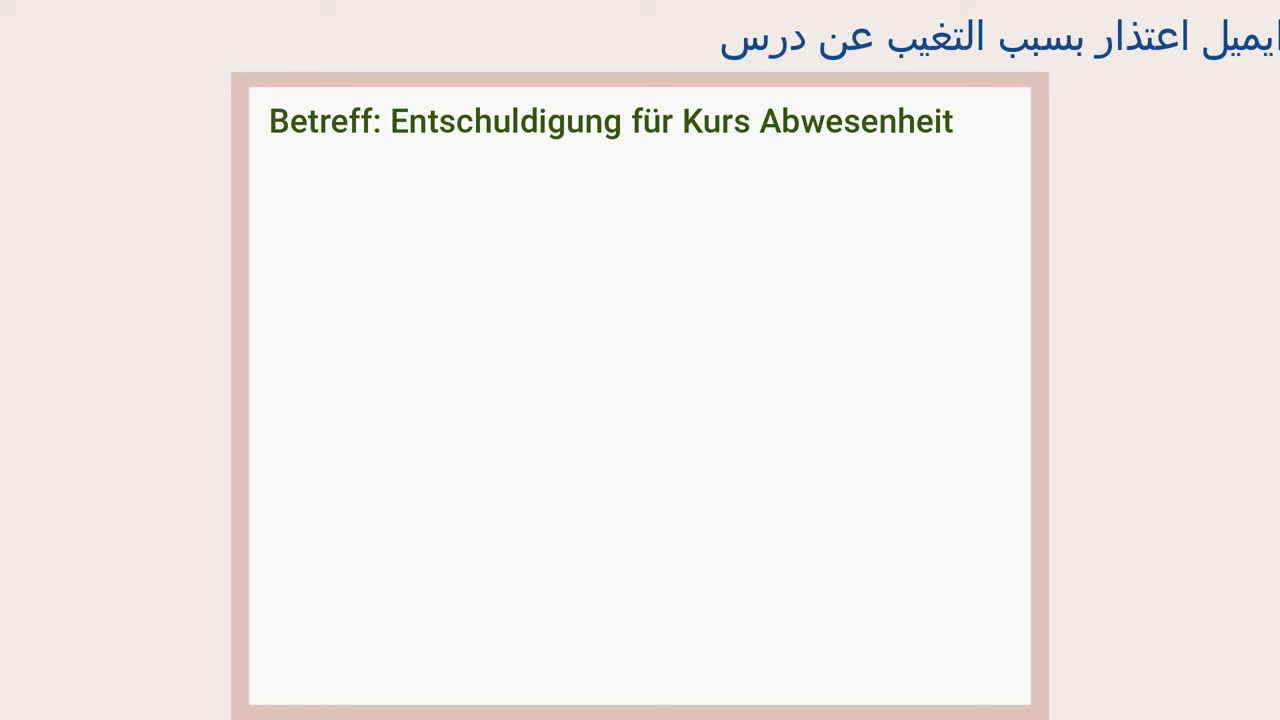 ايميل اعتذار بسبب التغيب عن درس
Betreff: Entschuldigung für Kurs Abwesenheit